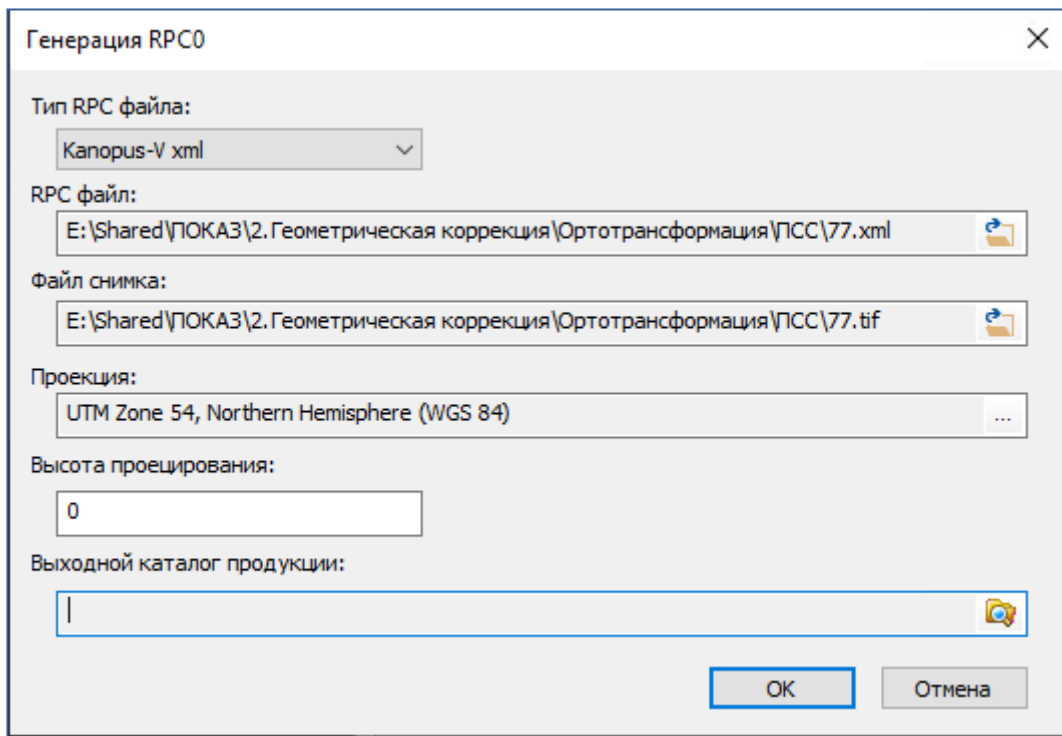 Генерация RPC0
Тип RPC файла:
Kanopus-V xml
RPC файл:
E:\Shared\ПОКАЗ\2.Геометрическая коррекция\Ортотрансформация\ПСС\77.xml
Файл снимка:
E:\Shared\ПОКАЗ\2.Геометрическая коррекция\Ортотрансформация\ПСС\77.tif
Проекция:
UTM Zone 54, Northern Hemisphere (WGS 84)
...
Высота проецирования:
0
Выходной каталог продукции:
OK
Отмена